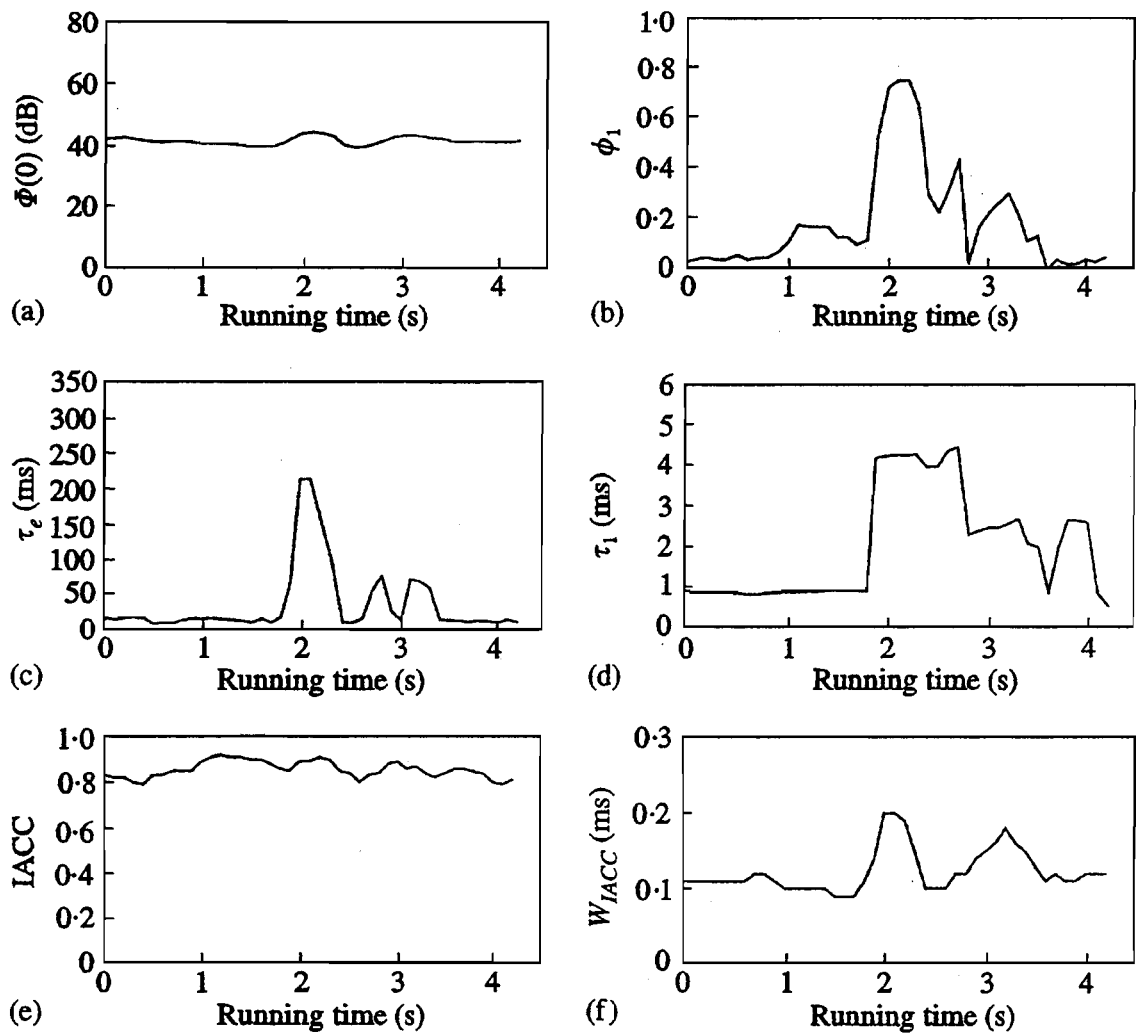 80
60
40
20
0
Φ(0) (dB)
0 1 2 3 4
Running time (s)
(a)
1·0
0·8
0·6
0·4
0·2
0
ϕ1
0 1 2 3 4
Running time (s)
(b)
350
300
250
200
150
100
50
0
τe (ms)
0 1 2 3 4
Running time (s)
(c)
6
5
4
3
2
1
0
τ1 (ms)
0 1 2 3 4
Running time (s)
(d)
1·0
0·8
0·6
0·4
0·2
0
IACC
0 1 2 3 4
Running time (s)
(e)
0·3
0·2
0·1
0
WIACC (ms)
0 1 2 3 4
Running time (s)
(f)